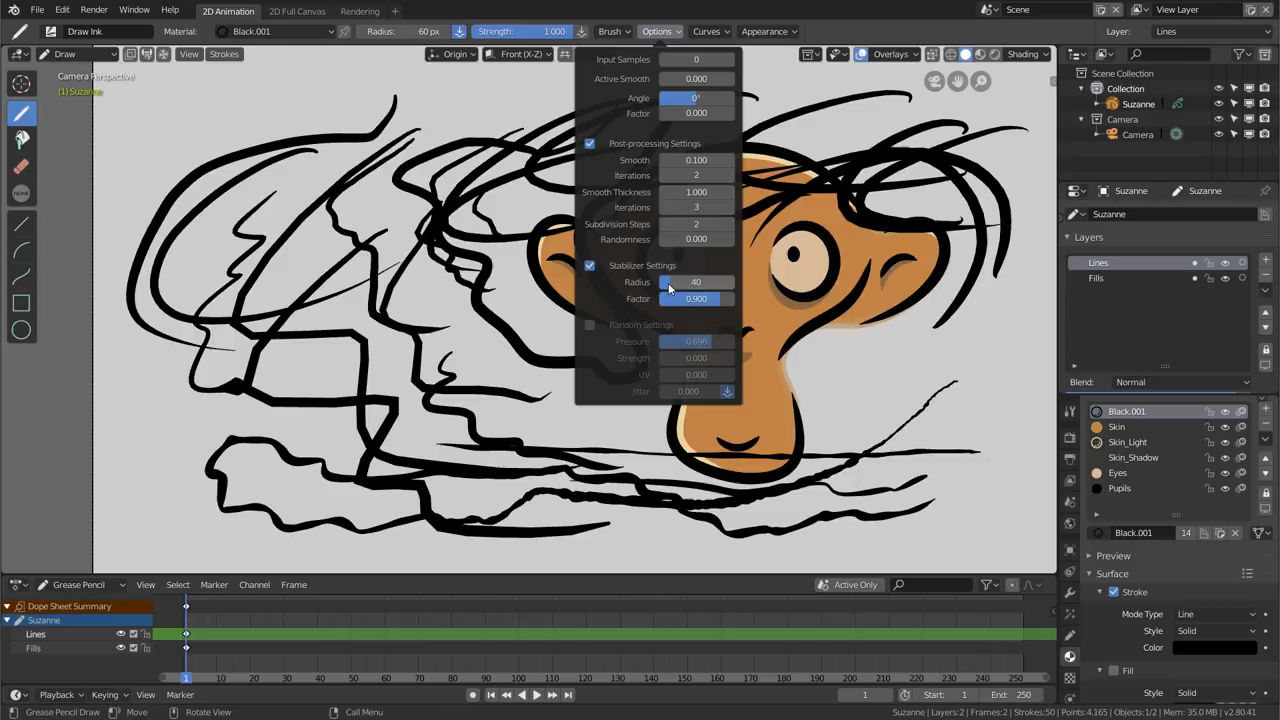 File Edit Render Window Help 2D Animation 2D Full Canvas Rendering + Scene View Layer
Draw Ink Material: Black.001 Radius: 60 px Strength: 1.000 Brush Options Curves Appearance Layer: Lines
Draw View Strokes Origin Front (X-Z) Overlays Shading
Camera Perspective
(1) Suzanne
Input Samples 0
Active Smooth 0.000
Angle 0°
Factor 0.000
Post-processing Settings
Smooth 0.100
Iterations 2
Smooth Thickness 1.000
Iterations 3
Subdivision Steps 2
Randomness 0.000
Stabilizer Settings
Radius 40
Factor 0.900
Random Settings
Pressure 0.696
Strength 0.000
UV 0.000
Jitter 0.000
NONE
Scene Collection
Collection
Suzanne
Camera
Camera
Suzanne Suzanne
Suzanne
Layers
Lines
Fills
Blend: Normal
Black.001
Skin
Skin_Light
Skin_Shadow
Eyes
Pupils
Black.001 14
Preview
Surface
Stroke
Mode Type Line
Style Solid
Color
Fill
Style Solid
Grease Pencil View Select Marker Channel Frame Active Only
Dope Sheet Summary
Suzanne
Lines
Fills
1 10 20 30 40 50 60 70 80 90 100 110 120 130 140 150 160 170 180 190 200 210 220 230 240 250
Playback Keying View Marker 1 Start: 1 End: 250
Grease Pencil Draw Move Rotate View Call Menu Suzanne | Layers:2 | Frames:2 | Strokes:50 | Points:4,165 | Objects:1/2 | Mem: 35.0 MB | v2.80.41